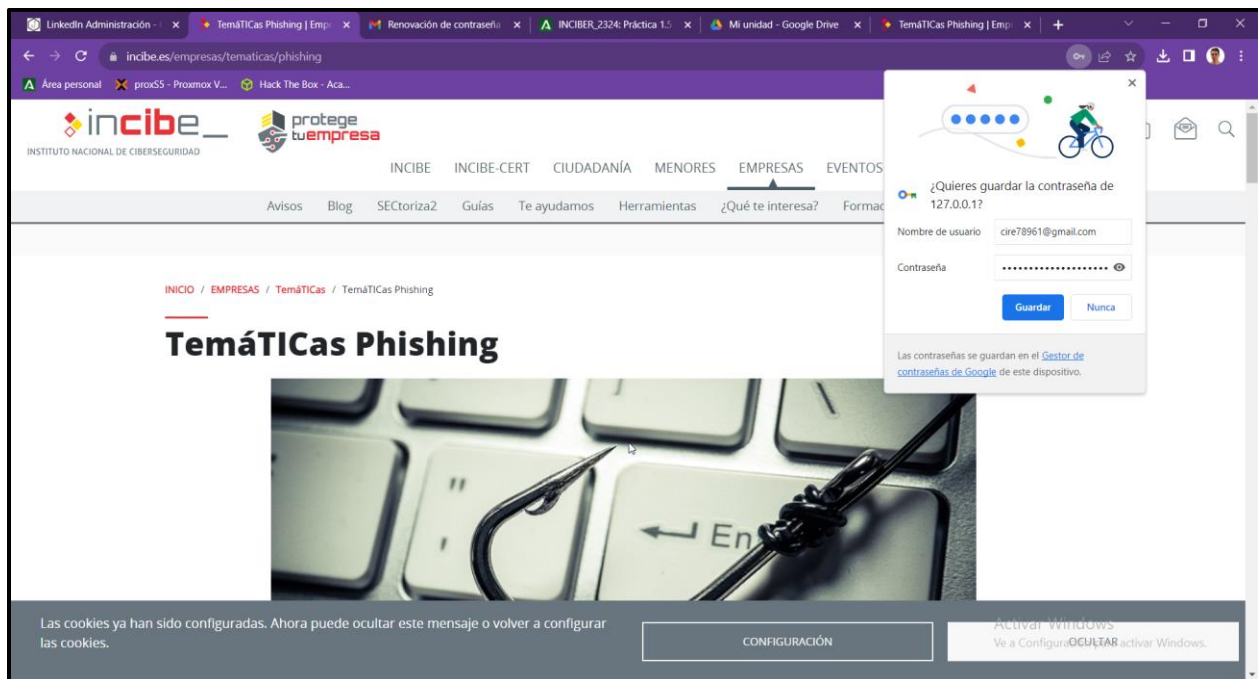 LinkedIn Administración -
TemáTICas Phishing | Emp
Renovación de contraseña
INCIBER_2324: Práctica 1.5
Mi unidad - Google Drive
TemáTICas Phishing | Emp
incibe.es/empresas/tematicas/phishing
Área personal
proxS5 - Proxmox V...
Hack The Box - Aca...
incibe_
INSTITUTO NACIONAL DE CIBERSEGURIDAD
protege
tuempresa
INCIBE INCIBE-CERT CIUDADANÍA MENORES EMPRESAS EVENTOS
Avisos Blog SECtoriza2 Guías Te ayudamos Herramientas ¿Qué te interesa? Formac
¿Quieres guardar la contraseña de
127.0.0.1?
Nombre de usuario cire78961@gmail.com
Contraseña ••••••••••••••••••••
Guardar Nunca
Las contraseñas se guardan en el Gestor de
contraseñas de Google de este dispositivo.
INICIO / EMPRESAS / TemáTICas / TemáTICas Phishing
TemáTICas Phishing
En
Las cookies ya han sido configuradas. Ahora puede ocultar este mensaje o volver a configurar
las cookies.
CONFIGURACIÓN
OCULTAR
Activar Windows
Ve a Configura activar Windows.